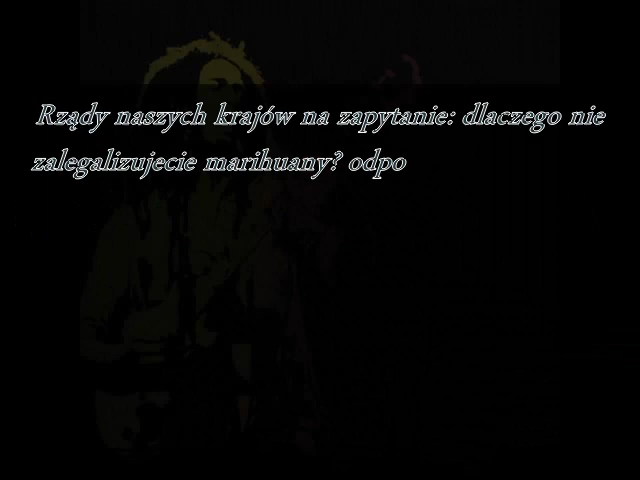 Rządy naszych krajów na zapytanie: dlaczego nie
zalegalizujecie marihuany? odpo